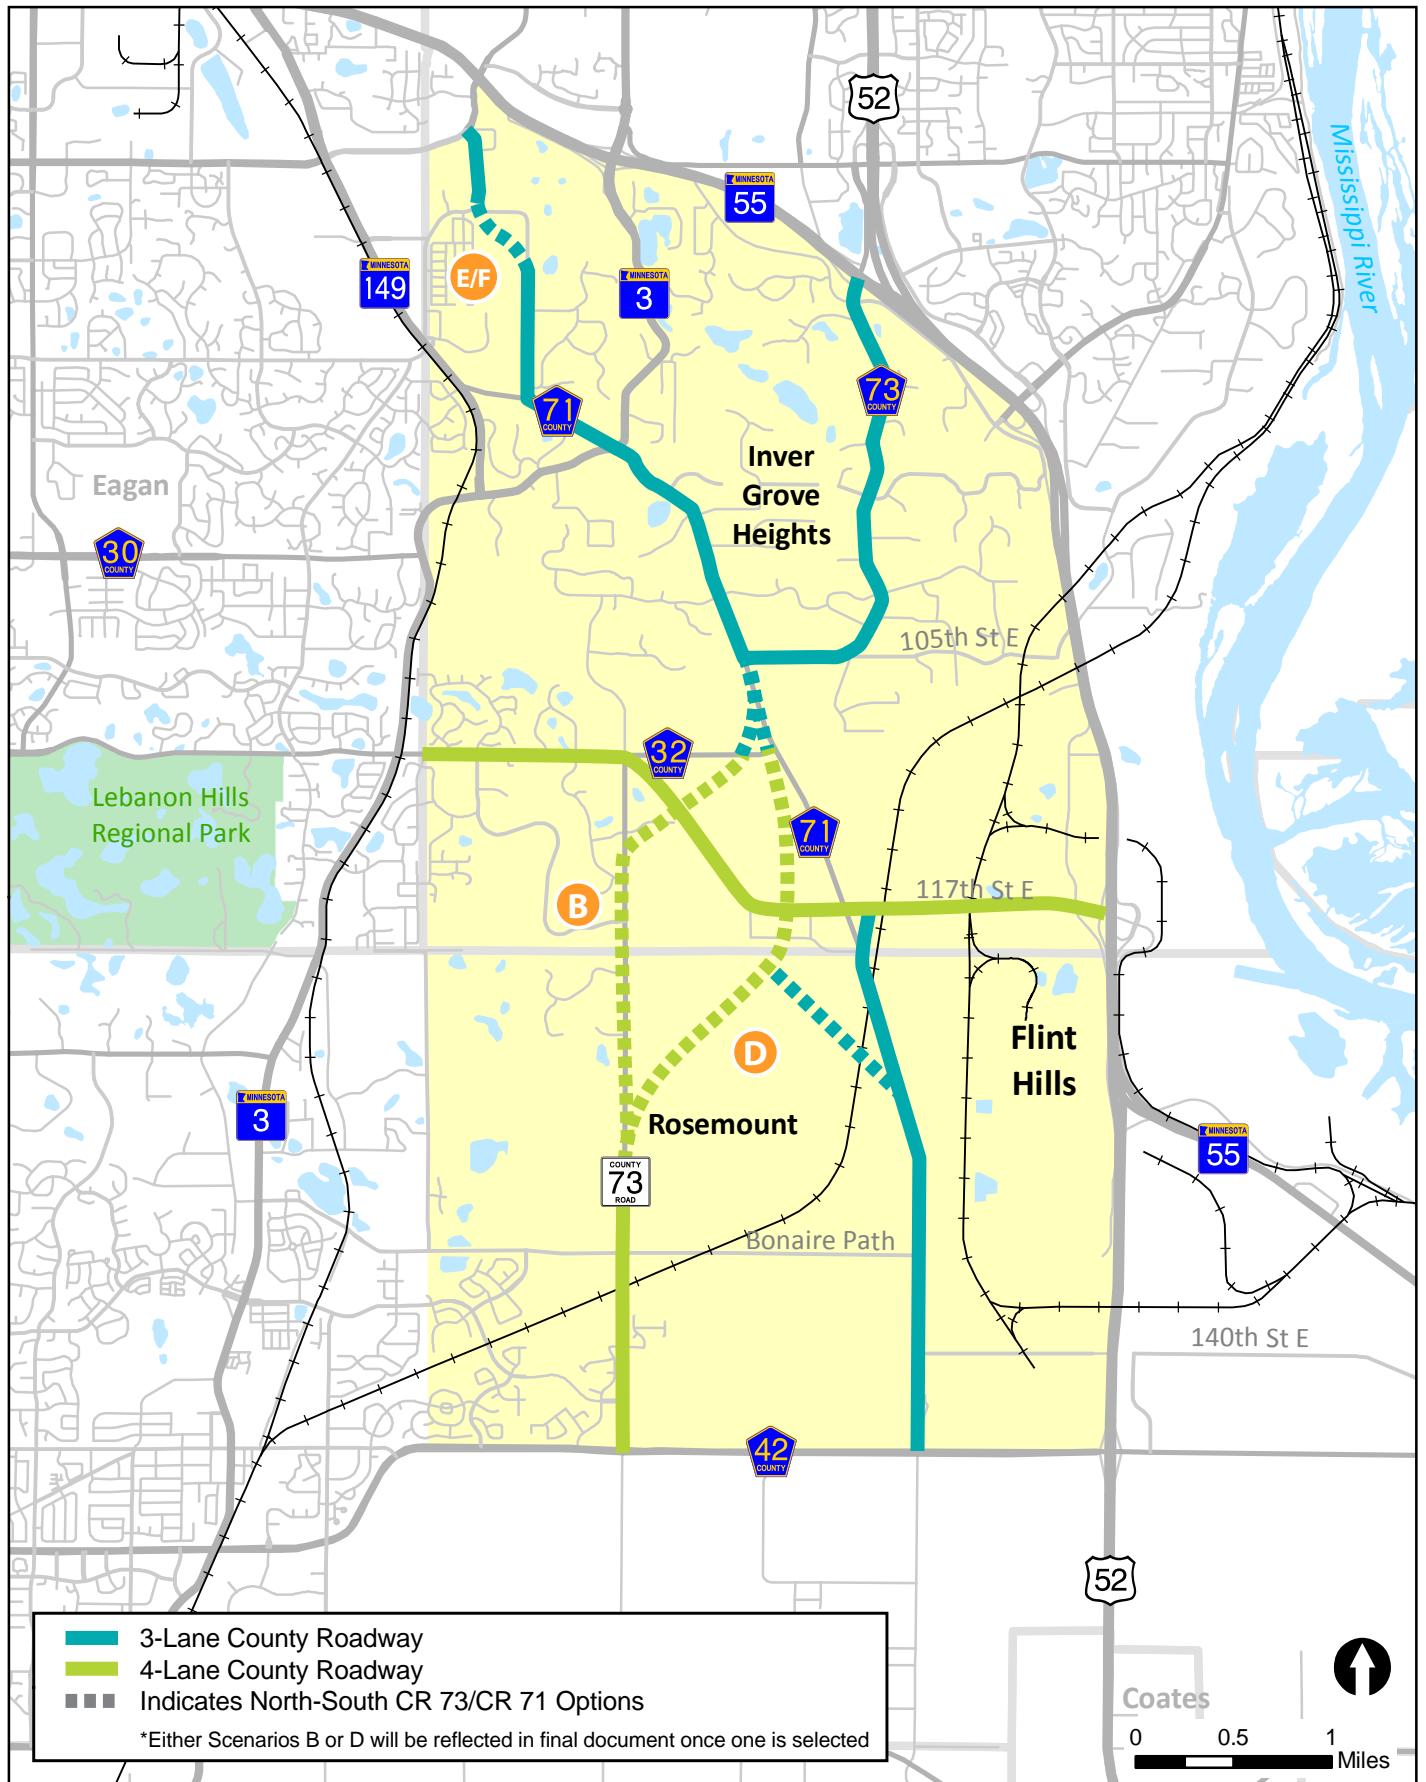 52
MINNESOTA
55
Mississippi River
MINNESOTA
149
E/F
MINNESOTA
3
73
COUNTY
71
COUNTY
Inver
Grove
Heights
Eagan
30
COUNTY
105th St E
32
COUNTY
Lebanon Hills
Regional Park
71
COUNTY
117th St E
B
Flint
Hills
D
MINNESOTA
3
Rosemount
MINNESOTA
55
COUNTY
73
ROAD
Bonaire Path
140th St E
42
COUNTY
52
3-Lane County Roadway
4-Lane County Roadway
Indicates North-South CR 73/CR 71 Options
*Either Scenarios B or D will be reflected in final document once one is selected
Coates
0 0.5 1
Miles